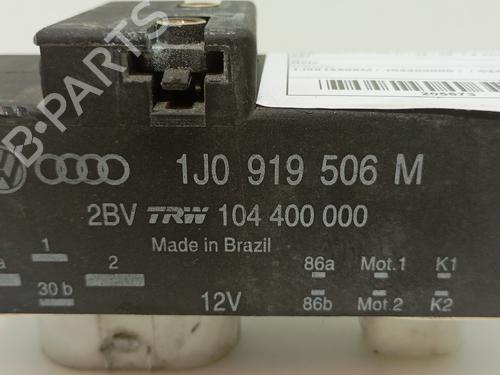 B-Parts
1J0 919 506 M
2BV TRW 104 400 000
Made in Brazil
1
2
30 b
12V
86a Mot.1 K1
86b Mot.2 K2